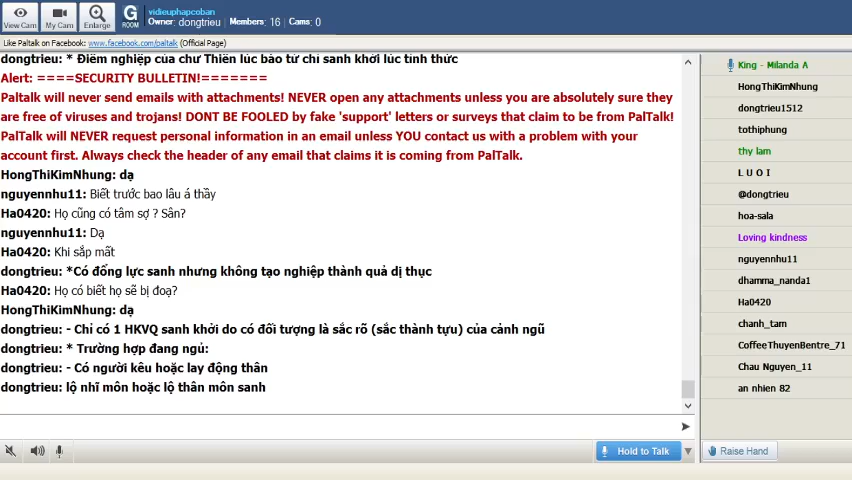 View Cam
My Cam
Enlarge
G
ROOM
vidieuphapcoban
Owner: dongtrieu Members: 16 Cams: 0
Like Paltalk on Facebook: www.facebook.com/paltalk (Official Page)
dongtrieu: * Điềm nghiệp của chư Thiên lúc báo tử chỉ sanh khởi lúc tỉnh thức
Alert: ====SECURITY BULLETIN!=======
Paltalk will never send emails with attachments! NEVER open any attachments unless you are absolutely sure they
are free of viruses and trojans! DONT BE FOOLED by fake 'support' letters or surveys that claim to be from PalTalk!
PalTalk will NEVER request personal information in an email unless YOU contact us with a problem with your
account first. Always check the header of any email that claims it is coming from PalTalk.
HongThiKimNhung: dạ
nguyennhu11: Biết trước bao lâu á thầy
Ha0420: Họ cũng có tâm sợ ? Sân?
nguyennhu11: Dạ
Ha0420: Khi sắp mất
dongtrieu: *Có đổng lực sanh nhưng không tạo nghiệp thành quả dị thục
Ha0420: Họ có biết họ sẽ bị đoạ?
HongThiKimNhung: dạ
dongtrieu: - Chỉ có 1 HKVQ sanh khởi do có đối tượng là sắc rõ (sắc thành tựu) của cảnh ngũ
dongtrieu: * Trường hợp đang ngủ:
dongtrieu: - Có người kêu hoặc lay động thân
dongtrieu: lộ nhĩ môn hoặc lộ thân môn sanh
Hold to Talk
King - Milanda A
HongThiKimNhung
dongtrieu1512
tothiphung
thy lam
L U O I
@dongtrieu
hoa-sala
Loving kindness
nguyennhu11
dhamma_nanda1
Ha0420
chanh_tam
CoffeeThuyenBentre_71
Chau Nguyen_11
an nhien 82
Raise Hand